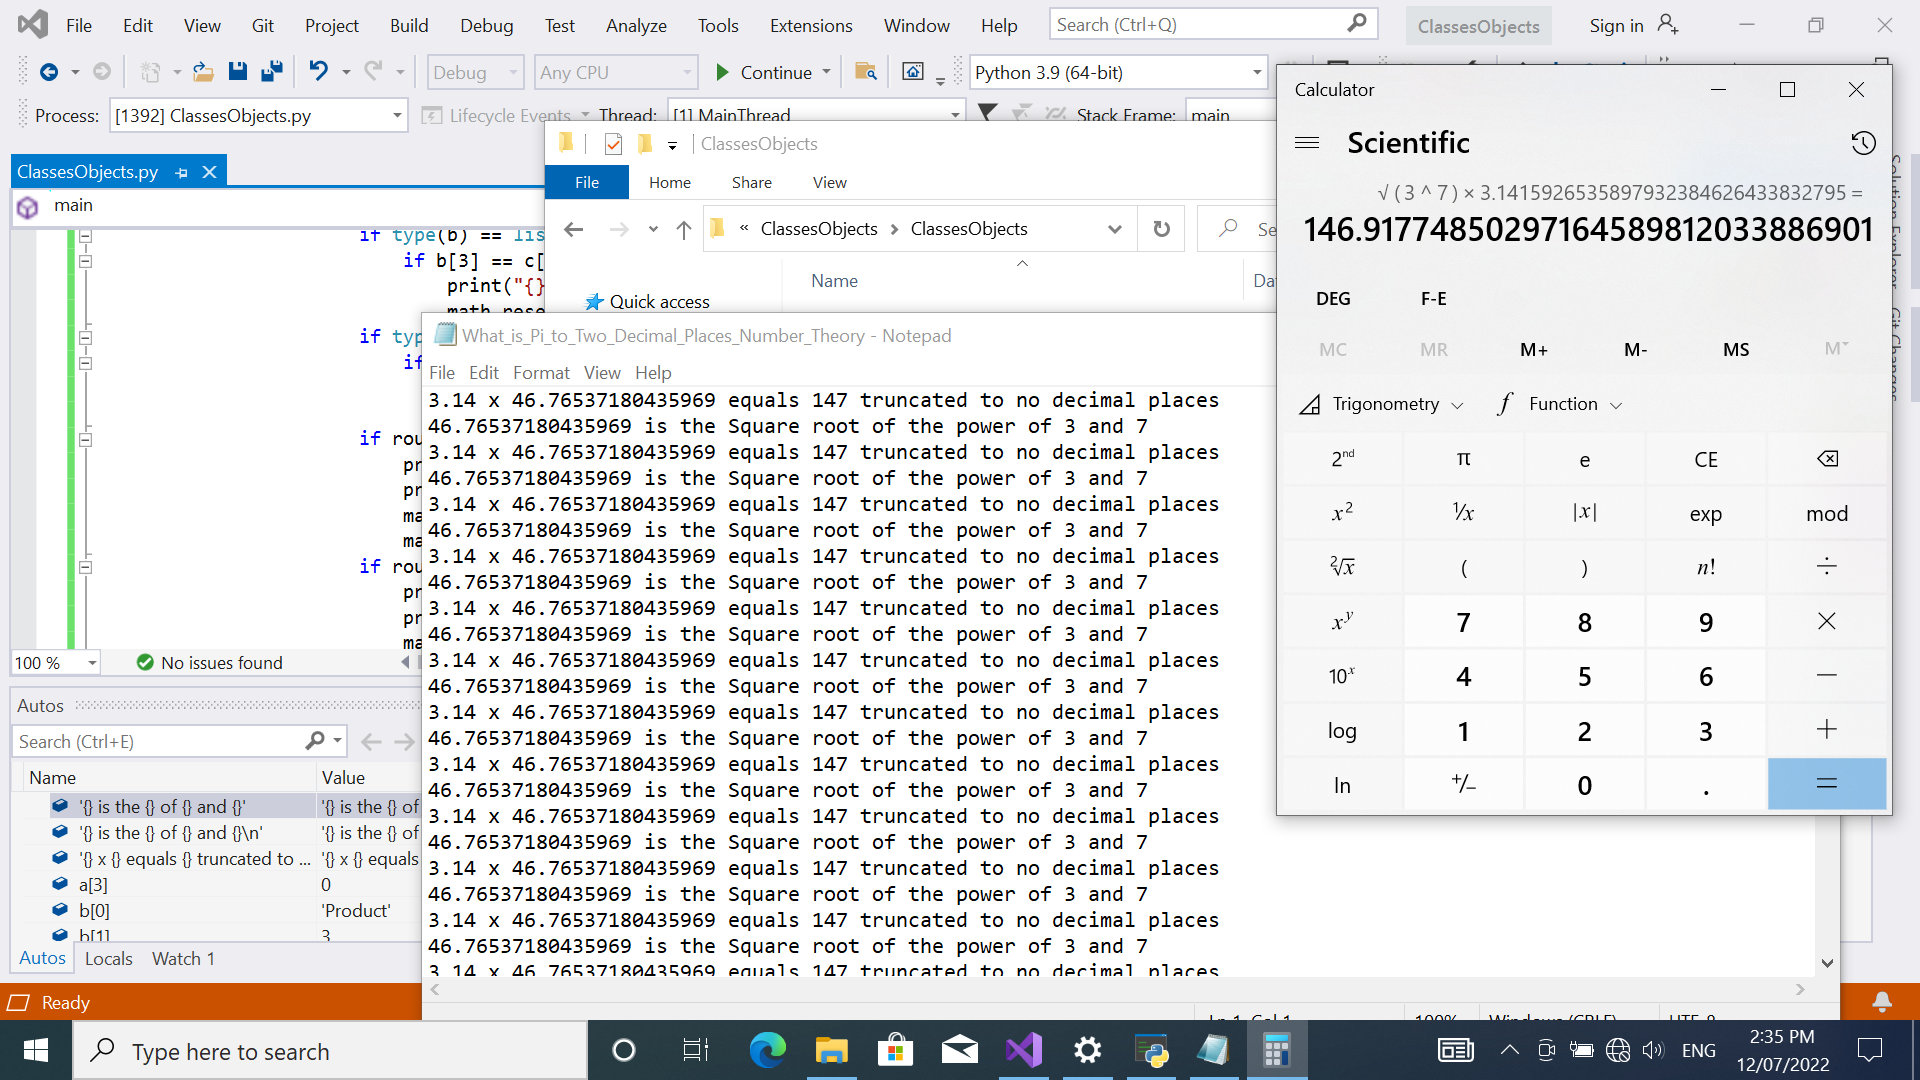 File Edit View Git Project Build Debug Test Analyze Tools Extensions Window Help Search (Ctrl+Q) ClassesObjects Sign in
Debug Any CPU Continue Python 3.9 (64-bit)
Process: [1392] ClassesObjects.py Lifecycle Events Thread: [1] MainThread Stack Frame: main
ClassesObjects.py
main
if type(b) == lis
if b[3] == c[
print("{}
math.rese
if typ
if
if rou
pr
pr
ma
ma
if rou
pr
pr
ma
100 % No issues found
Autos
Search (Ctrl+E)
Name Value
'{} is the {} of {} and {}' '{} is the {} of
'{} is the {} of {} and {}\n' '{} is the {} of
'{} x {} equals {} truncated to ... '{} x {} equals
a[3] 0
b[0] 'Product'
b[1] 3
Autos Locals Watch 1
Ready
ClassesObjects
File Home Share View
« ClassesObjects > ClassesObjects Se
Name Da
Quick access
What_is_Pi_to_Two_Decimal_Places_Number_Theory - Notepad
File Edit Format View Help
3.14 x 46.76537180435969 equals 147 truncated to no decimal places
46.76537180435969 is the Square root of the power of 3 and 7
3.14 x 46.76537180435969 equals 147 truncated to no decimal places
46.76537180435969 is the Square root of the power of 3 and 7
3.14 x 46.76537180435969 equals 147 truncated to no decimal places
46.76537180435969 is the Square root of the power of 3 and 7
3.14 x 46.76537180435969 equals 147 truncated to no decimal places
46.76537180435969 is the Square root of the power of 3 and 7
3.14 x 46.76537180435969 equals 147 truncated to no decimal places
46.76537180435969 is the Square root of the power of 3 and 7
3.14 x 46.76537180435969 equals 147 truncated to no decimal places
46.76537180435969 is the Square root of the power of 3 and 7
3.14 x 46.76537180435969 equals 147 truncated to no decimal places
46.76537180435969 is the Square root of the power of 3 and 7
3.14 x 46.76537180435969 equals 147 truncated to no decimal places
46.76537180435969 is the Square root of the power of 3 and 7
3.14 x 46.76537180435969 equals 147 truncated to no decimal places
46.76537180435969 is the Square root of the power of 3 and 7
3.14 x 46.76537180435969 equals 147 truncated to no decimal places
46.76537180435969 is the Square root of the power of 3 and 7
3.14 x 46.76537180435969 equals 147 truncated to no decimal places
46.76537180435969 is the Square root of the power of 3 and 7
3.14 x 46.76537180435969 equals 147 truncated to no decimal places
Ln 1, Col 1 100% Windows (CRLF) UTF-8
Calculator
Scientific
√ ( 3 ^ 7 ) × 3.1415926535897932384626433832795 =
146.91774850297164589812033886901
DEG F-E
MC MR M+ M- MS M˅
Trigonometry Function
2nd π e CE
x² ¹/x |x| exp mod
²√x ( ) n! ÷
xʸ 7 8 9 ×
10ˣ 4 5 6 −
log 1 2 3 +
ln +/− 0 . =
Solution Explorer
Git Changes
Type here to search
ENG
2:35 PM
12/07/2022